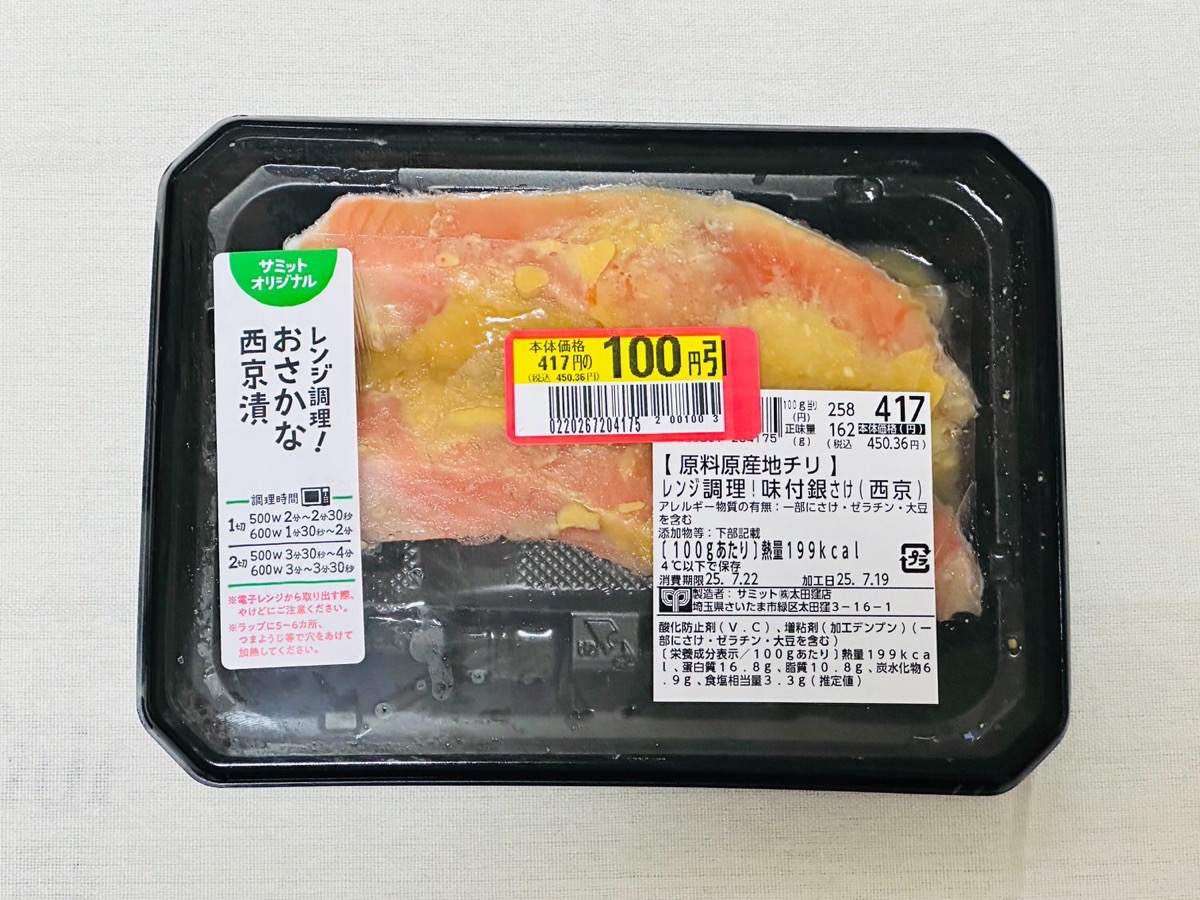 サミット
オリジナル
レンジ調理!
おさかな
西京漬
調理時間
1切 500W 2分~2分30秒
600W 1分30秒~2分
2切 500W 3分30秒~4分
600W 3分~3分30秒
※電子レンジから取り出す際、
やけどにご注意ください。
※ラップに5~6カ所、
つまようじ等で穴をあけて
加熱してください。
本体価格
417円の
(税込 450.36円)
100円引
0220267204175 2 00100 3
100g当り(円) 258 417
正味量(g) 162 本体価格(円)
(税込 450.36円)
【原料原産地チリ】
レンジ調理!味付銀さけ(西京)
アレルギー物質の有無:一部にさけ・ゼラチン・大豆
を含む
添加物等:下部記載
[100gあたり]熱量199kcal
4℃以下で保存
消費期限25. 7.22 加工日25. 7.19
プラ
製造者: サミット㈱太田窪店
埼玉県さいたま市緑区太田窪3-16-1
酸化防止剤(V.C)、増粘剤(加工デンプン)(一
部にさけ・ゼラチン・大豆を含む)
[栄養成分表示/100gあたり]熱量199kca
l、蛋白質16.8g、脂質10.8g、炭水化物6
.9g、食塩相当量3.3g(推定値)